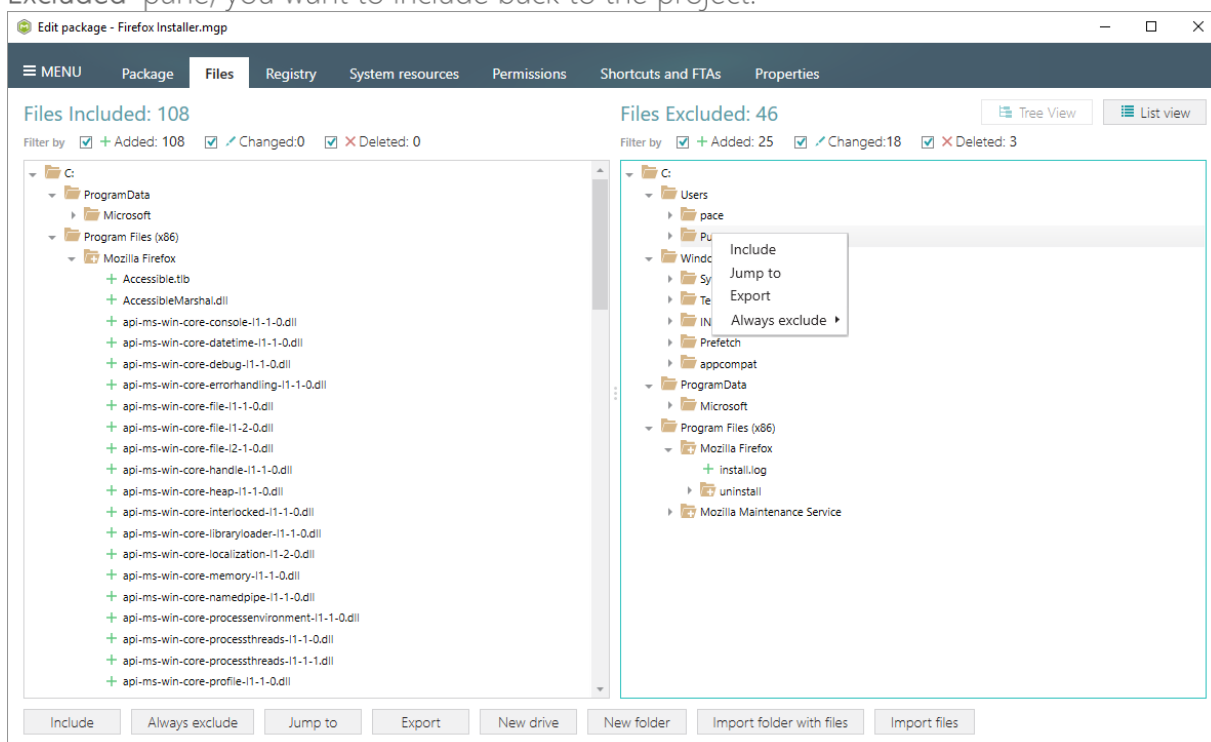 Excluded' pane, you want to include back to the project.
Edit package - Firefox Installer.mgp
MENU Package Files Registry System resources Permissions Shortcuts and FTAs Properties
Files Included: 108
Filter by Added: 108 Changed:0 Deleted: 0
C:
ProgramData
Microsoft
Program Files (x86)
Mozilla Firefox
Accessible.tlb
AccessibleMarshal.dll
api-ms-win-core-console-l1-1-0.dll
api-ms-win-core-datetime-l1-1-0.dll
api-ms-win-core-debug-l1-1-0.dll
api-ms-win-core-errorhandling-l1-1-0.dll
api-ms-win-core-file-l1-1-0.dll
api-ms-win-core-file-l1-2-0.dll
api-ms-win-core-file-l2-1-0.dll
api-ms-win-core-handle-l1-1-0.dll
api-ms-win-core-heap-l1-1-0.dll
api-ms-win-core-interlocked-l1-1-0.dll
api-ms-win-core-libraryloader-l1-1-0.dll
api-ms-win-core-localization-l1-2-0.dll
api-ms-win-core-memory-l1-1-0.dll
api-ms-win-core-namedpipe-l1-1-0.dll
api-ms-win-core-processenvironment-l1-1-0.dll
api-ms-win-core-processthreads-l1-1-0.dll
api-ms-win-core-processthreads-l1-1-1.dll
api-ms-win-core-profile-l1-1-0.dll
Files Excluded: 46
Tree View List view
Filter by Added: 25 Changed:18 Deleted: 3
C:
Users
pace
Pu
Windo
Sy
Te
IN
Prefetch
appcompat
ProgramData
Microsoft
Program Files (x86)
Mozilla Firefox
install.log
uninstall
Mozilla Maintenance Service
Include
Jump to
Export
Always exclude
Include Always exclude Jump to Export New drive New folder Import folder with files Import files